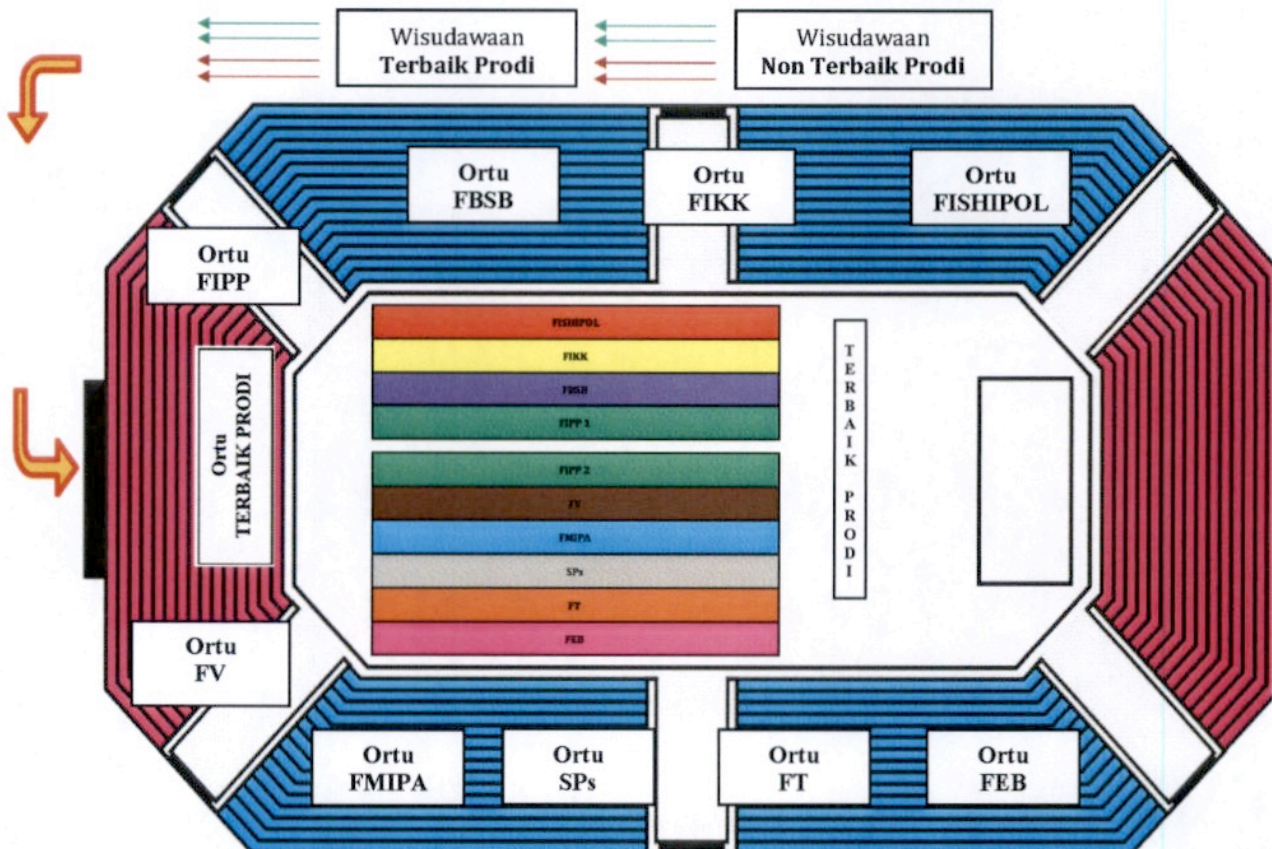 Wisudawaan
Terbaik Prodi
Wisudawaan
Non Terbaik Prodi
Ortu
FBSB
Ortu
FIKK
Ortu
FISHIPOL
Ortu
FIPP
Ortu
TERBAIK PRODI
FISHIPOL
FIKK
FBSB
FIPP 1
FIPP 2
FV
FMIPA
SPs
FT
FEB
TERBAIK PRODI
Ortu
FV
Ortu
FMIPA
Ortu
SPs
Ortu
FT
Ortu
FEB